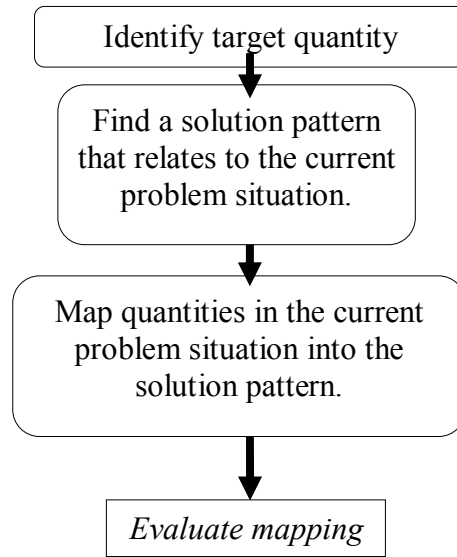 Identify target quantity
Find a solution pattern
that relates to the current
problem situation.
Map quantities in the current
problem situation into the
solution pattern.
Evaluate mapping